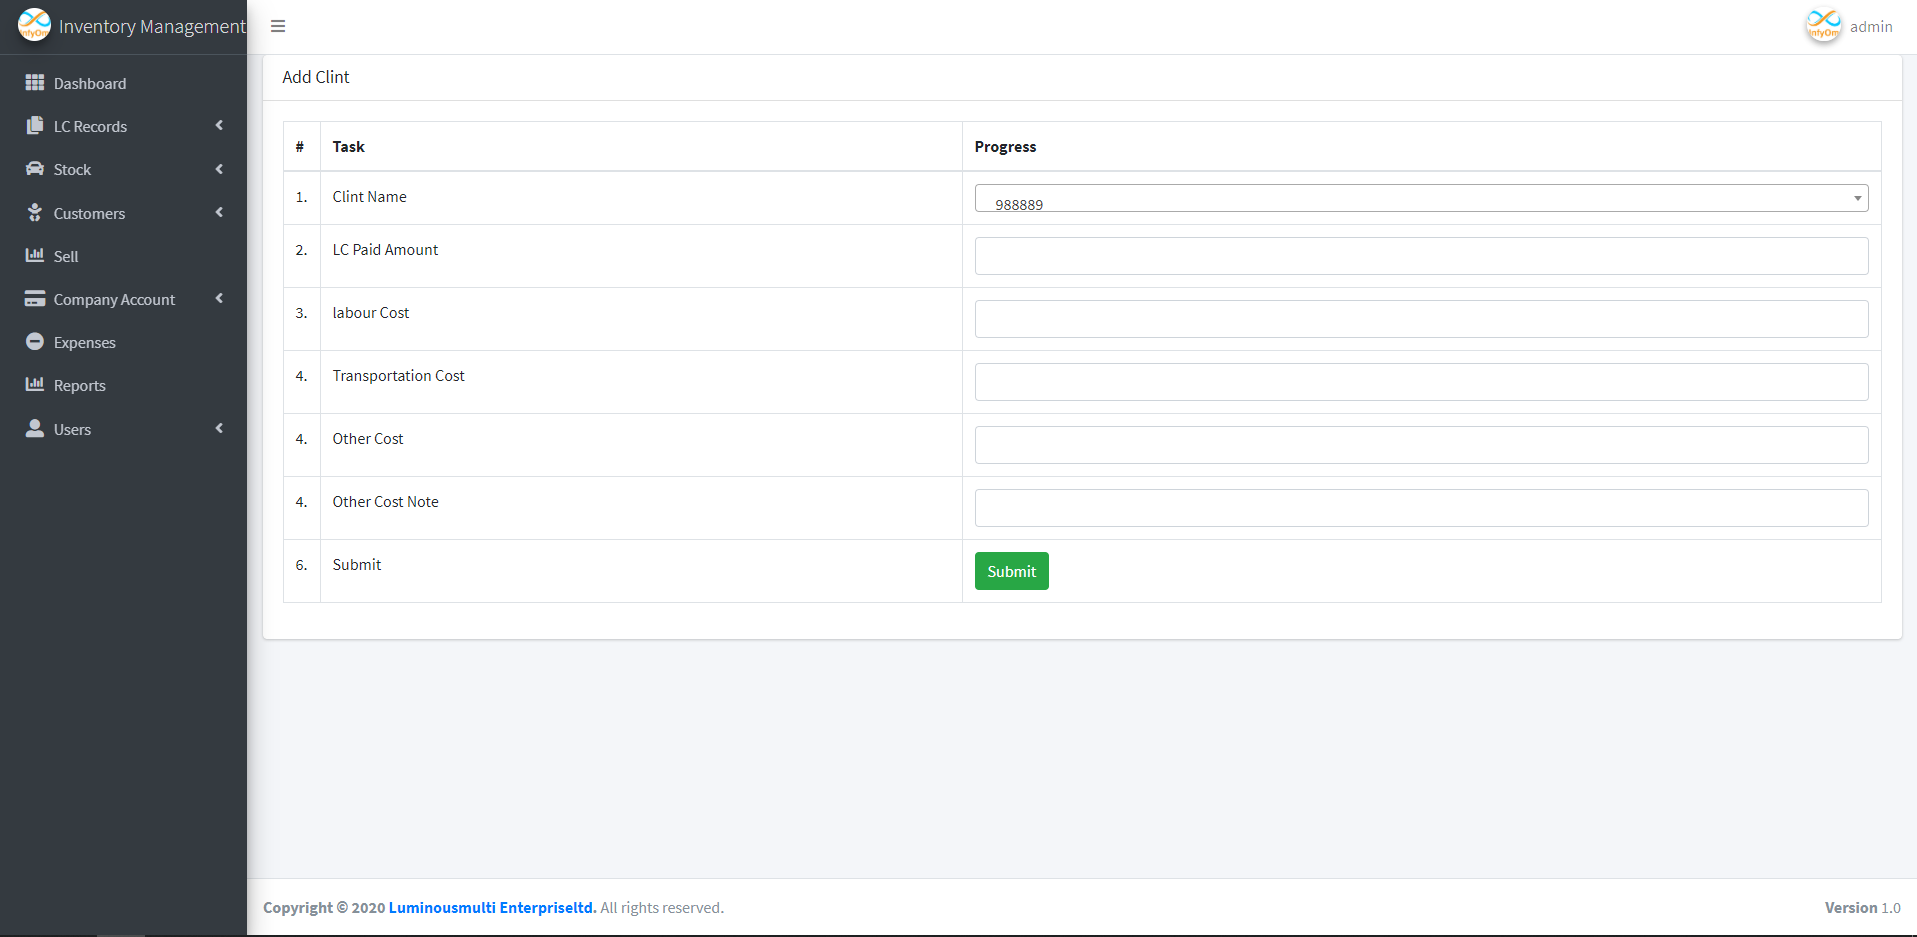 InfyOm Inventory Management
InfyOm admin
Dashboard
LC Records
Stock
Customers
Sell
Company Account
Expenses
Reports
Users
Add Clint
# Task Progress
1. Clint Name 988889
2. LC Paid Amount
3. labour Cost
4. Transportation Cost
4. Other Cost
4. Other Cost Note
6. Submit Submit
Copyright © 2020 Luminousmulti Enterpriseltd. All rights reserved.
Version 1.0